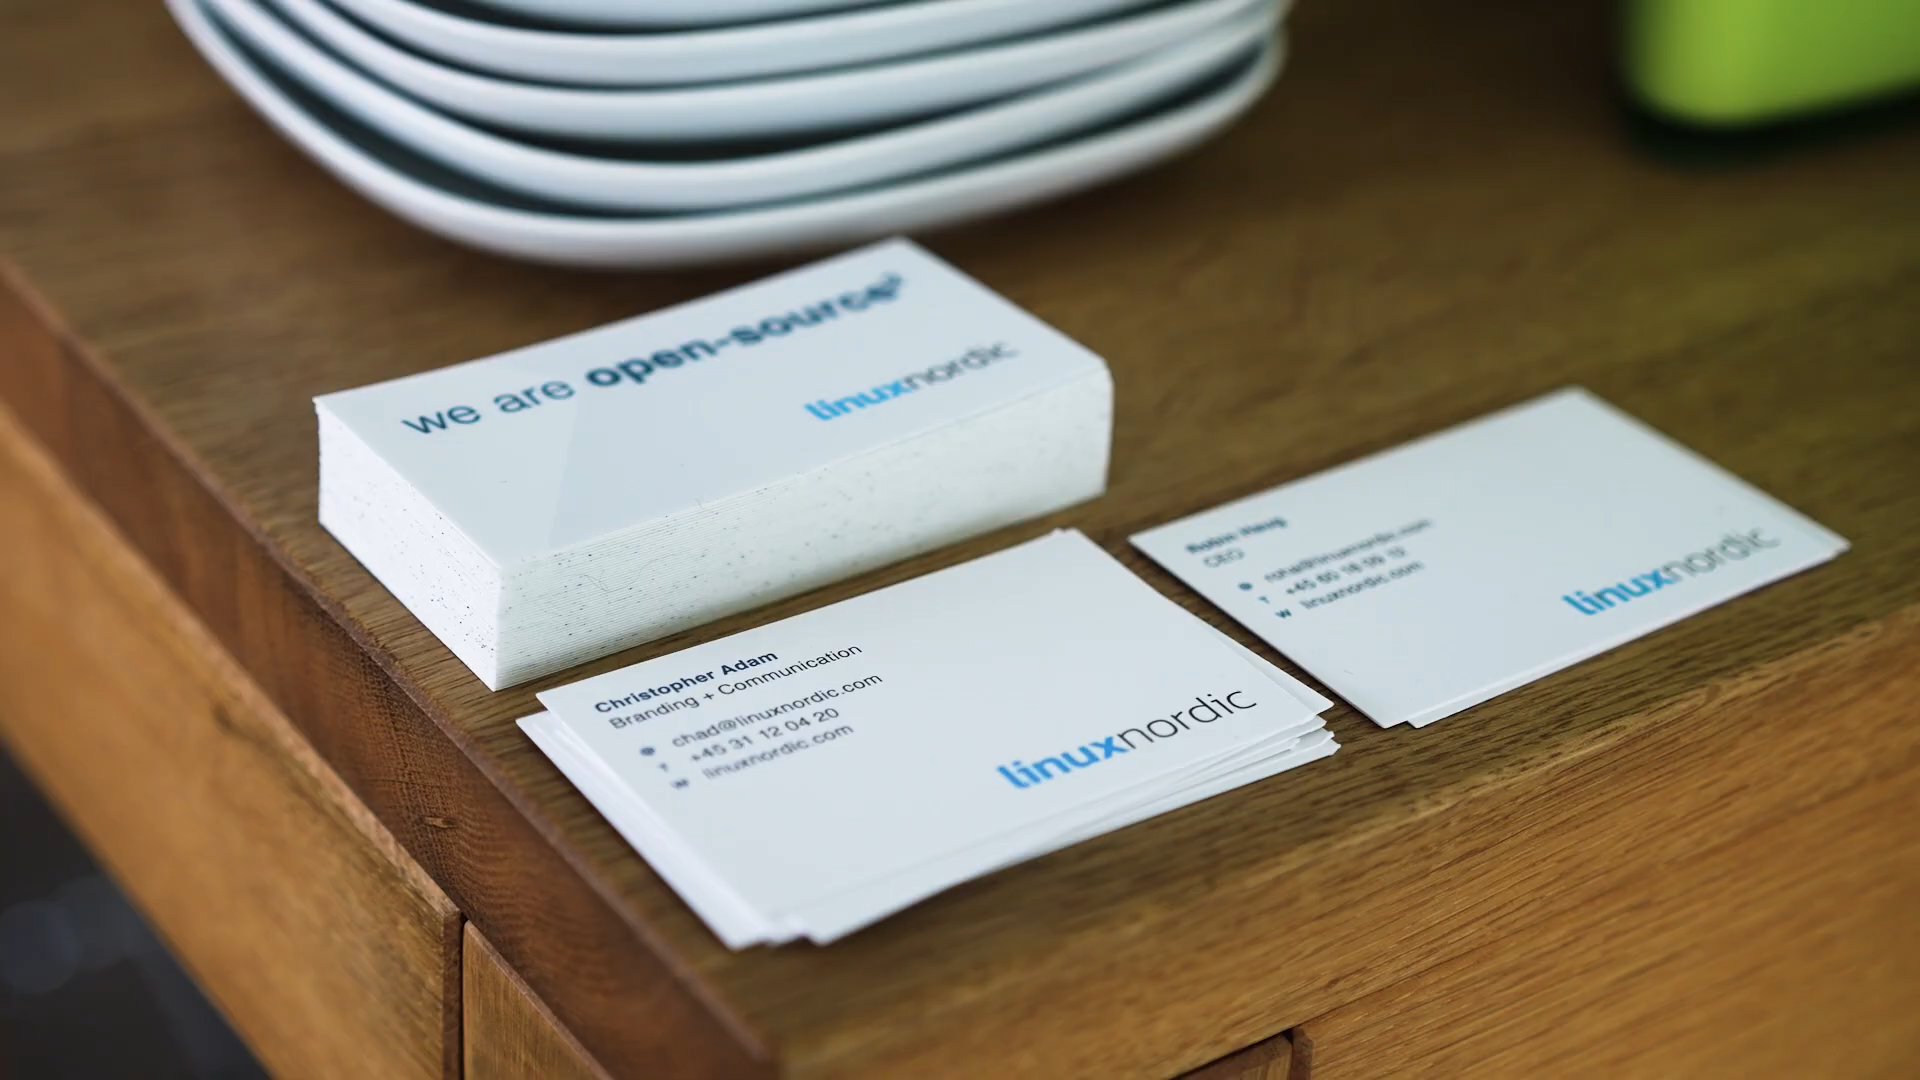 we are open-source²
linuxnordic
Christopher Adam
Branding + Communication
chad@linuxnordic.com
T +45 31 12 04 20
w linuxnordic.com
linuxnordic
CEO
T
w linuxnordic.com
linuxnordic